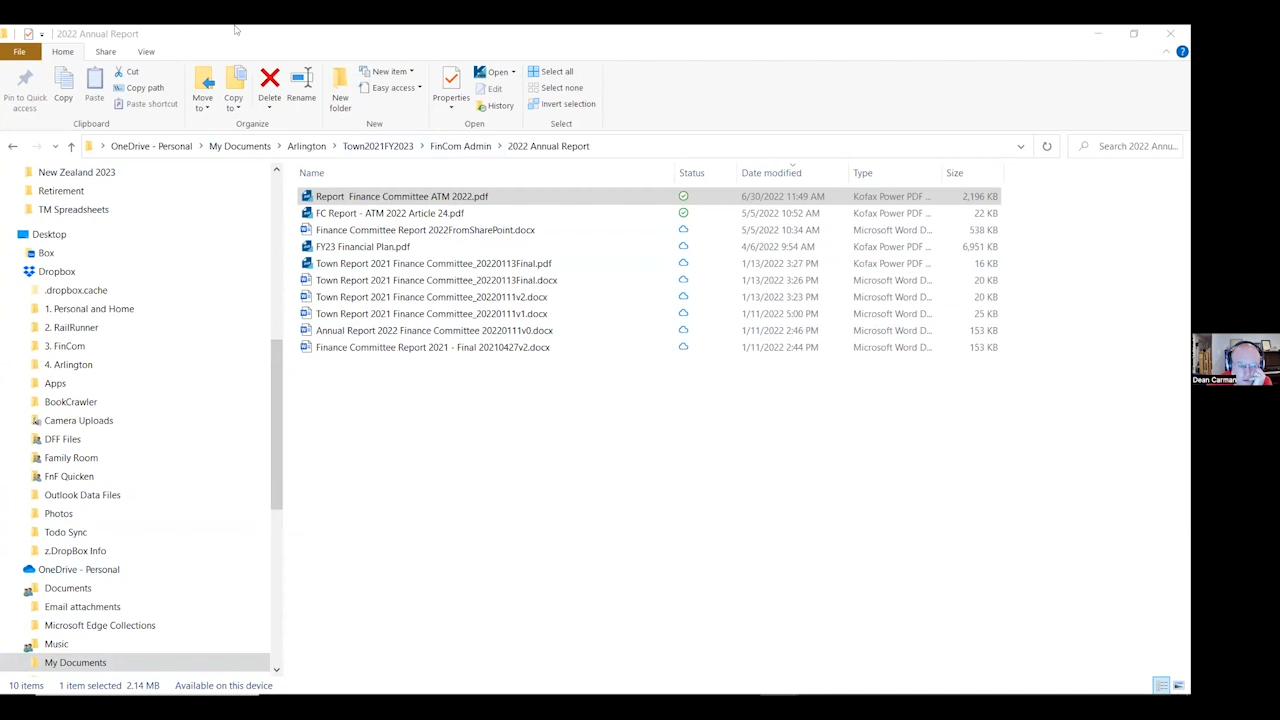 2022 Annual Report
File Home Share View
Pin to Quick access
Copy
Paste
Cut
Copy path
Paste shortcut
Clipboard
Move to
Copy to
Delete
Rename
Organize
New folder
New item
Easy access
New
Properties
Open
Edit
History
Open
Select all
Select none
Invert selection
Select
OneDrive - Personal > My Documents > Arlington > Town2021FY2023 > FinCom Admin > 2022 Annual Report
Search 2022 Annu...
New Zealand 2023
Retirement
TM Spreadsheets
Desktop
Box
Dropbox
.dropbox.cache
1. Personal and Home
2. RailRunner
3. FinCom
4. Arlington
Apps
BookCrawler
Camera Uploads
DFF Files
Family Room
FnF Quicken
Outlook Data Files
Photos
Todo Sync
z.DropBox Info
OneDrive - Personal
Documents
Email attachments
Microsoft Edge Collections
Music
My Documents
Name Status Date modified Type Size
Report  Finance Committee ATM 2022.pdf 6/30/2022 11:49 AM Kofax Power PDF ... 2,196 KB
FC Report - ATM 2022 Article 24.pdf 5/5/2022 10:52 AM Kofax Power PDF ... 22 KB
Finance Committee Report 2022FromSharePoint.docx 5/5/2022 10:34 AM Microsoft Word D... 538 KB
FY23 Financial Plan.pdf 4/6/2022 9:54 AM Kofax Power PDF ... 6,951 KB
Town Report 2021 Finance Committee_20220113Final.pdf 1/13/2022 3:27 PM Kofax Power PDF ... 16 KB
Town Report 2021 Finance Committee_20220113Final.docx 1/13/2022 3:26 PM Microsoft Word D... 20 KB
Town Report 2021 Finance Committee_20220111v2.docx 1/13/2022 3:23 PM Microsoft Word D... 20 KB
Town Report 2021 Finance Committee_20220111v1.docx 1/11/2022 5:00 PM Microsoft Word D... 25 KB
Annual Report 2022 Finance Committee 20220111v0.docx 1/11/2022 2:46 PM Microsoft Word D... 153 KB
Finance Committee Report 2021 - Final 20210427v2.docx 1/11/2022 2:44 PM Microsoft Word D... 153 KB
Dean Carman
10 items 1 item selected 2.14 MB Available on this device